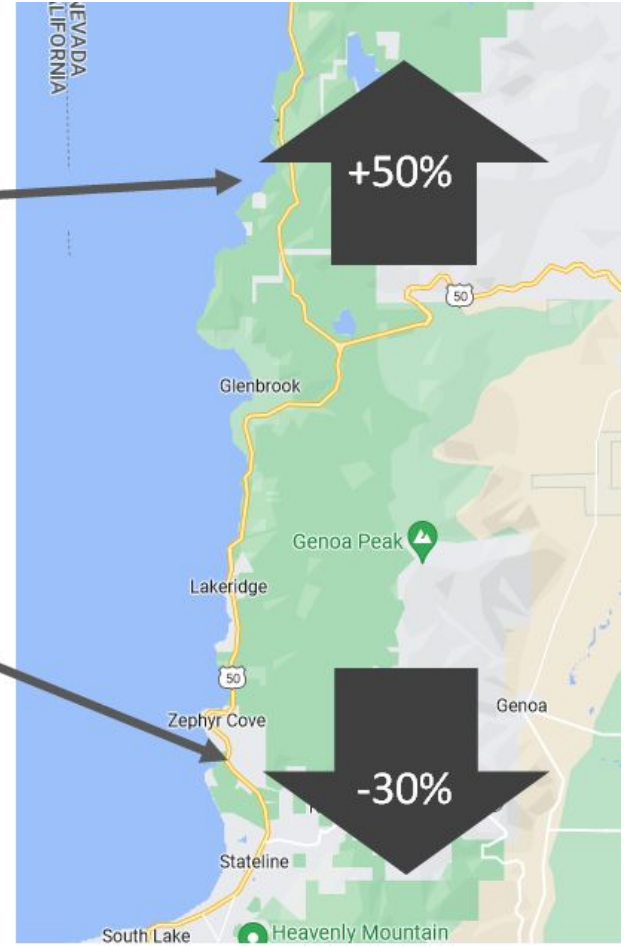 NEVADA
CALIFORNIA
+50%
50
Glenbrook
Genoa Peak
Lakeridge
50
Zephyr Cove
Genoa
-30%
Stateline
South Lake
Heavenly Mountain